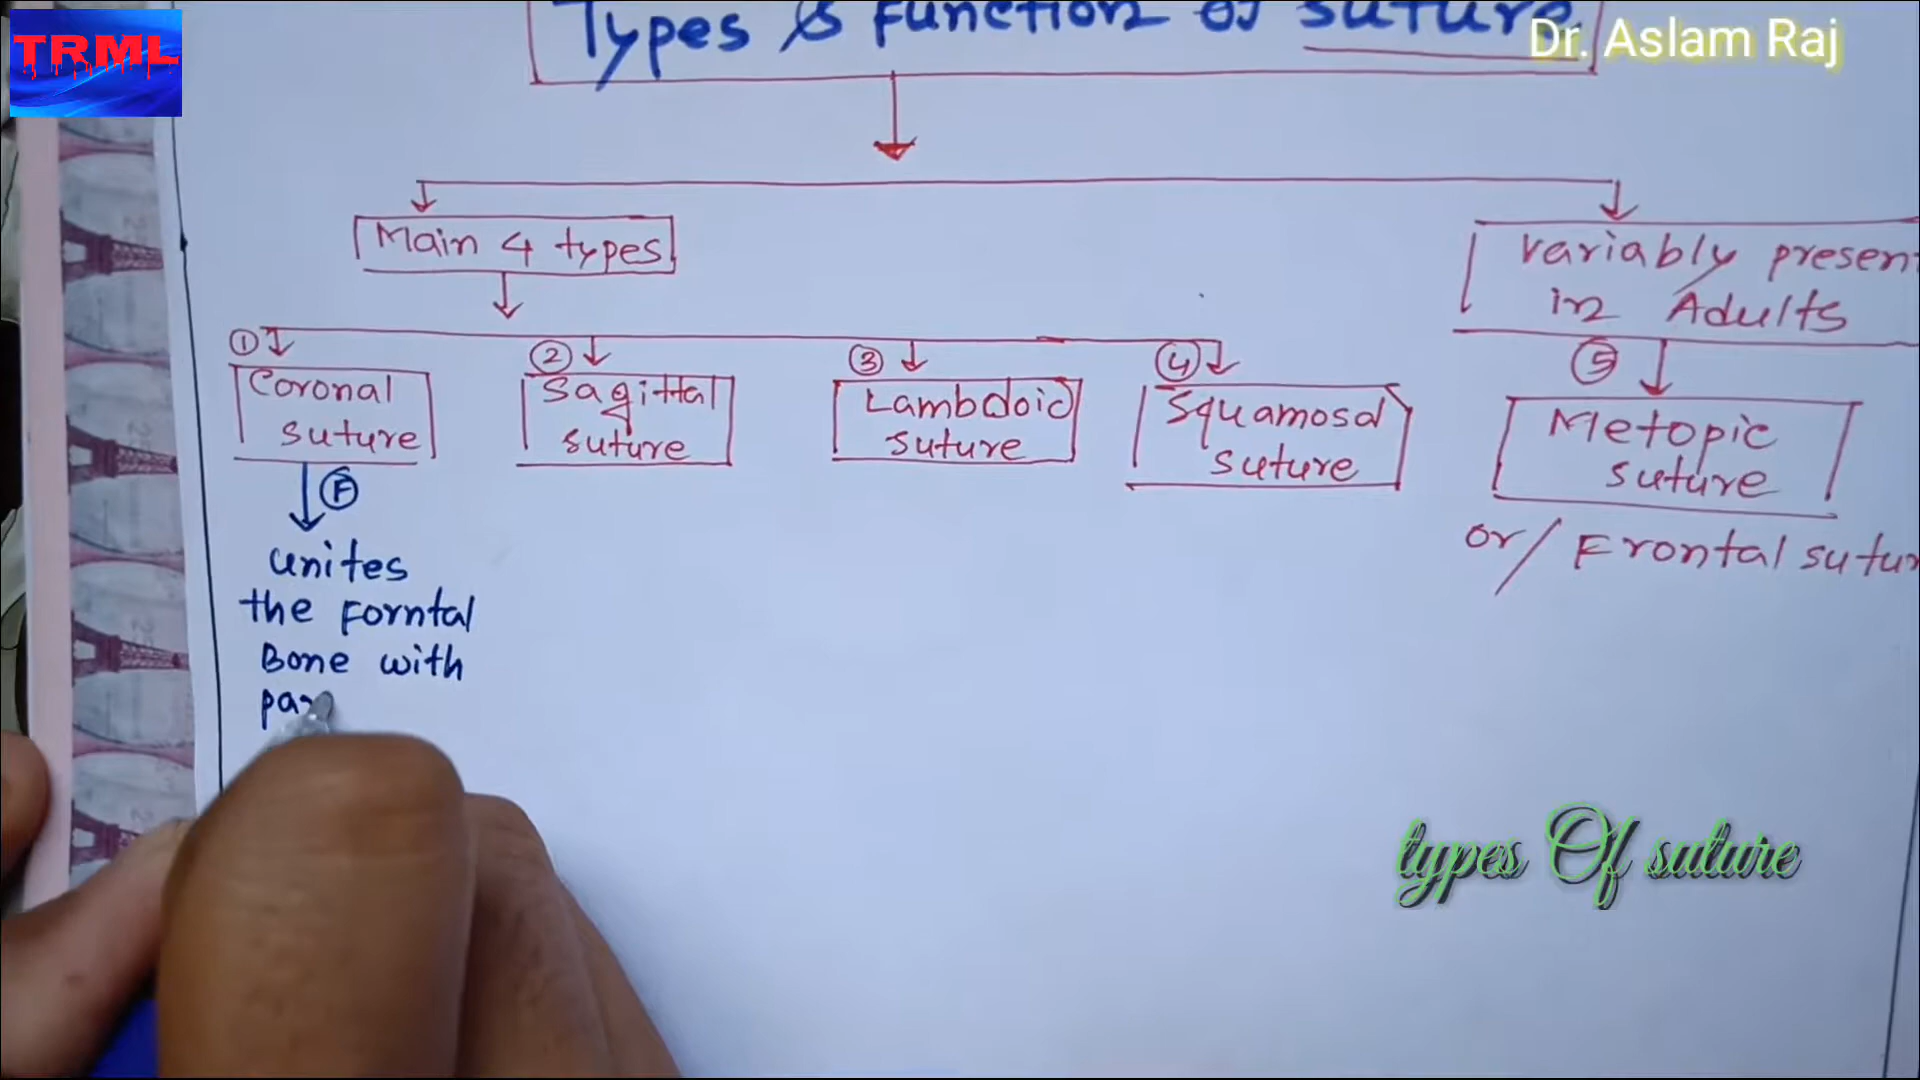 Types & function of suture
Dr. Aslam Raj
TRML
Main 4 types
variably present
in Adults
1
Coronal
suture
2
Sagittal
suture
3
Lambdoid
suture
4
Squamosal
suture
5
Metopic
suture
or/ Frontal sutur
F
unites
the Forntal
Bone with
par
types Of suture